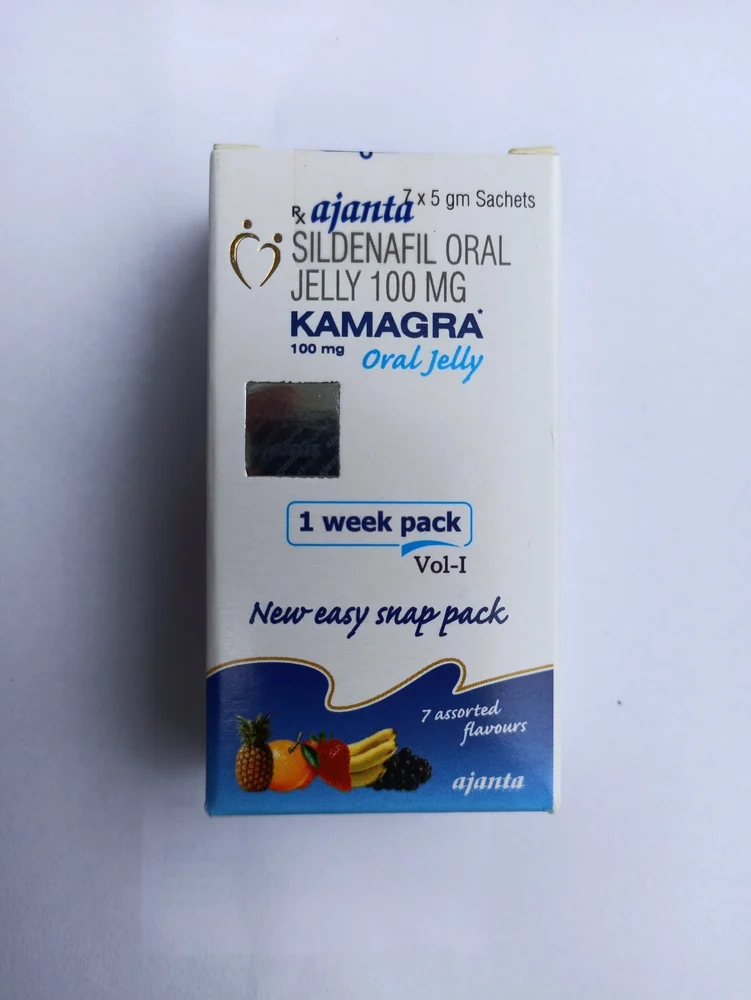 7 x 5 gm Sachets
Rx ajanta
SILDENAFIL ORAL
JELLY 100 MG
KAMAGRA*
100 mg Oral Jelly
1 week pack
Vol-I
New easy snap pack
7 assorted
flavours
ajanta